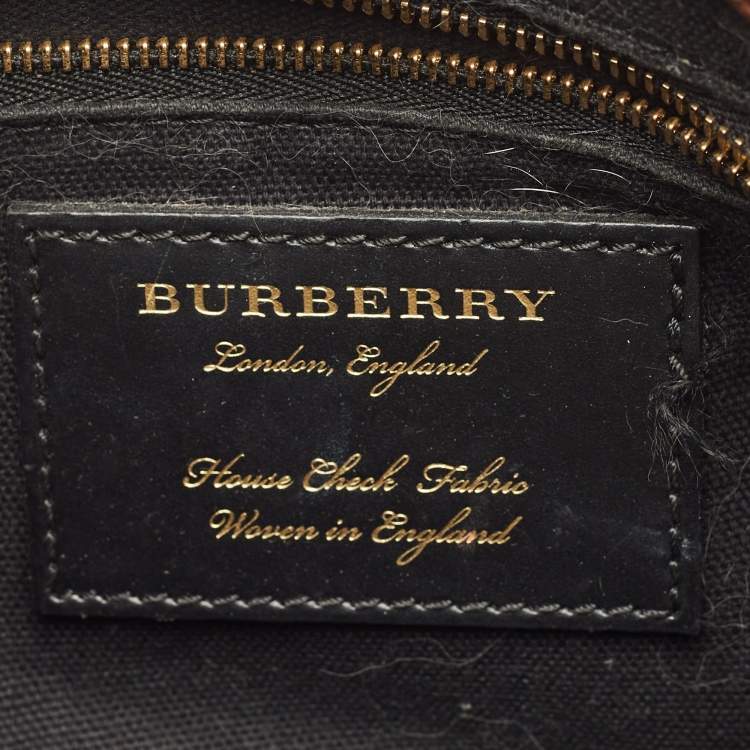 BURBERRY
London, England
House Check Fabric
Woven in England